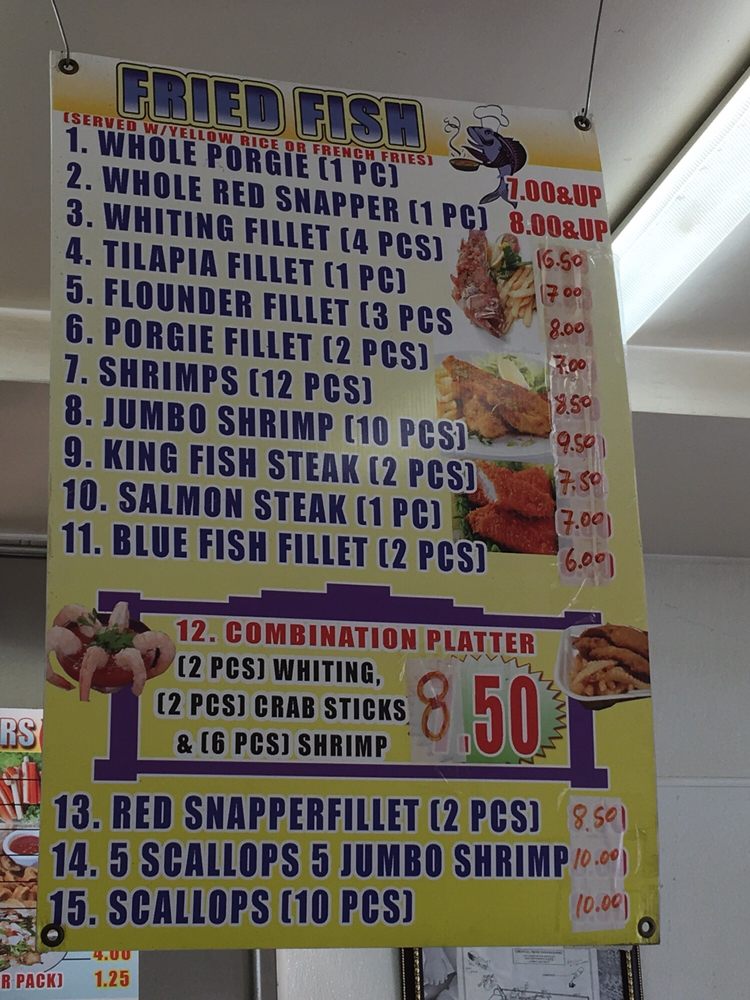 FRIED FISH
(SERVED W/YELLOW RICE OR FRENCH FRIES)
1. WHOLE PORGIE (1 PC) 7.00&UP
2. WHOLE RED SNAPPER (1 PC) 8.00&UP
3. WHITING FILLET (4 PCS) 6.50
4. TILAPIA FILLET (1 PC) 7.00
5. FLOUNDER FILLET (3 PCS 8.00
6. PORGIE FILLET (2 PCS) 7.00
7. SHRIMPS (12 PCS) 8.50
8. JUMBO SHRIMP (10 PCS) 9.50
9. KING FISH STEAK (2 PCS) 7.50
10. SALMON STEAK (1 PC) 7.00
11. BLUE FISH FILLET (2 PCS) 6.00
12. COMBINATION PLATTER
(2 PCS) WHITING,
(2 PCS) CRAB STICKS
& (6 PCS) SHRIMP
8.50
13. RED SNAPPERFILLET (2 PCS) 8.50
14. 5 SCALLOPS 5 JUMBO SHRIMP 10.00
15. SCALLOPS (10 PCS) 10.00
RS
4.00
R PACK) 1.25